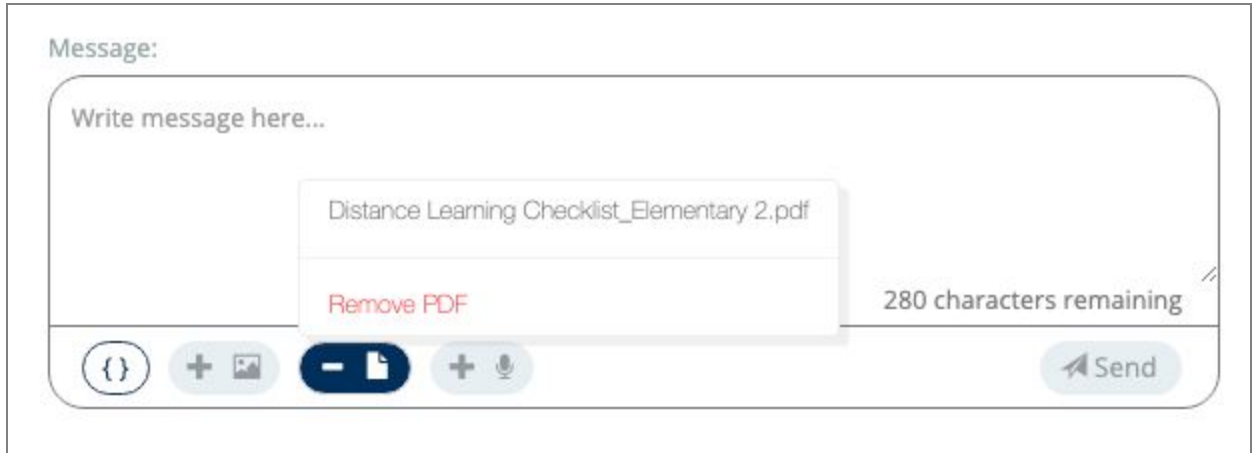 Message:
Write message here...
Distance Learning Checklist_Elementary 2.pdf
Remove PDF
280 characters remaining
{} + - + Send